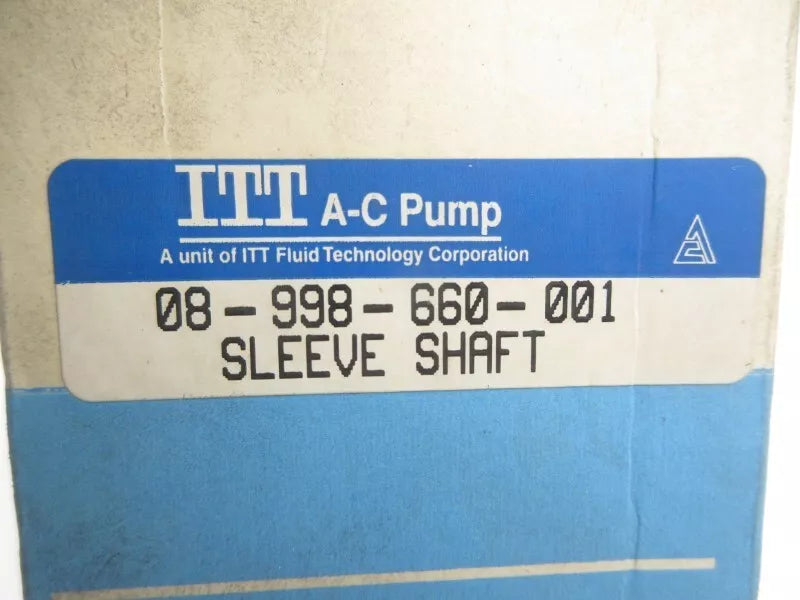 ITT A-C Pump
A unit of ITT Fluid Technology Corporation
08-998-660-001
SLEEVE SHAFT